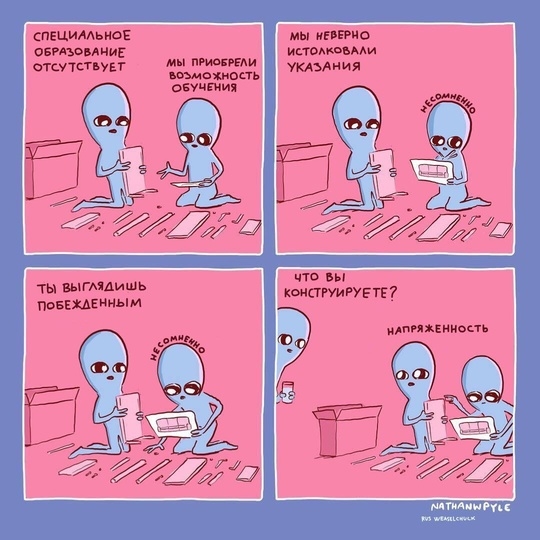 СПЕЦИАЛЬНОЕ
ОБРАЗОВАНИЕ
ОТСУТСТВУЕТ
МЫ ПРИОБРЕЛИ
ВОЗМОЖНОСТЬ
ОБУЧЕНИЯ
МЫ НЕВЕРНО
ИСТОЛКОВАЛИ
УКАЗАНИЯ
НЕСОМНЕННО
ТЫ ВЫГЛЯДИШЬ
ПОБЕЖДЕННЫМ
НЕСОМНЕННО
ЧТО ВЫ
КОНСТРУИРУЕТЕ?
НАПРЯЖЕННОСТЬ
NATHANWPYLE
RUS WEASELCHULK